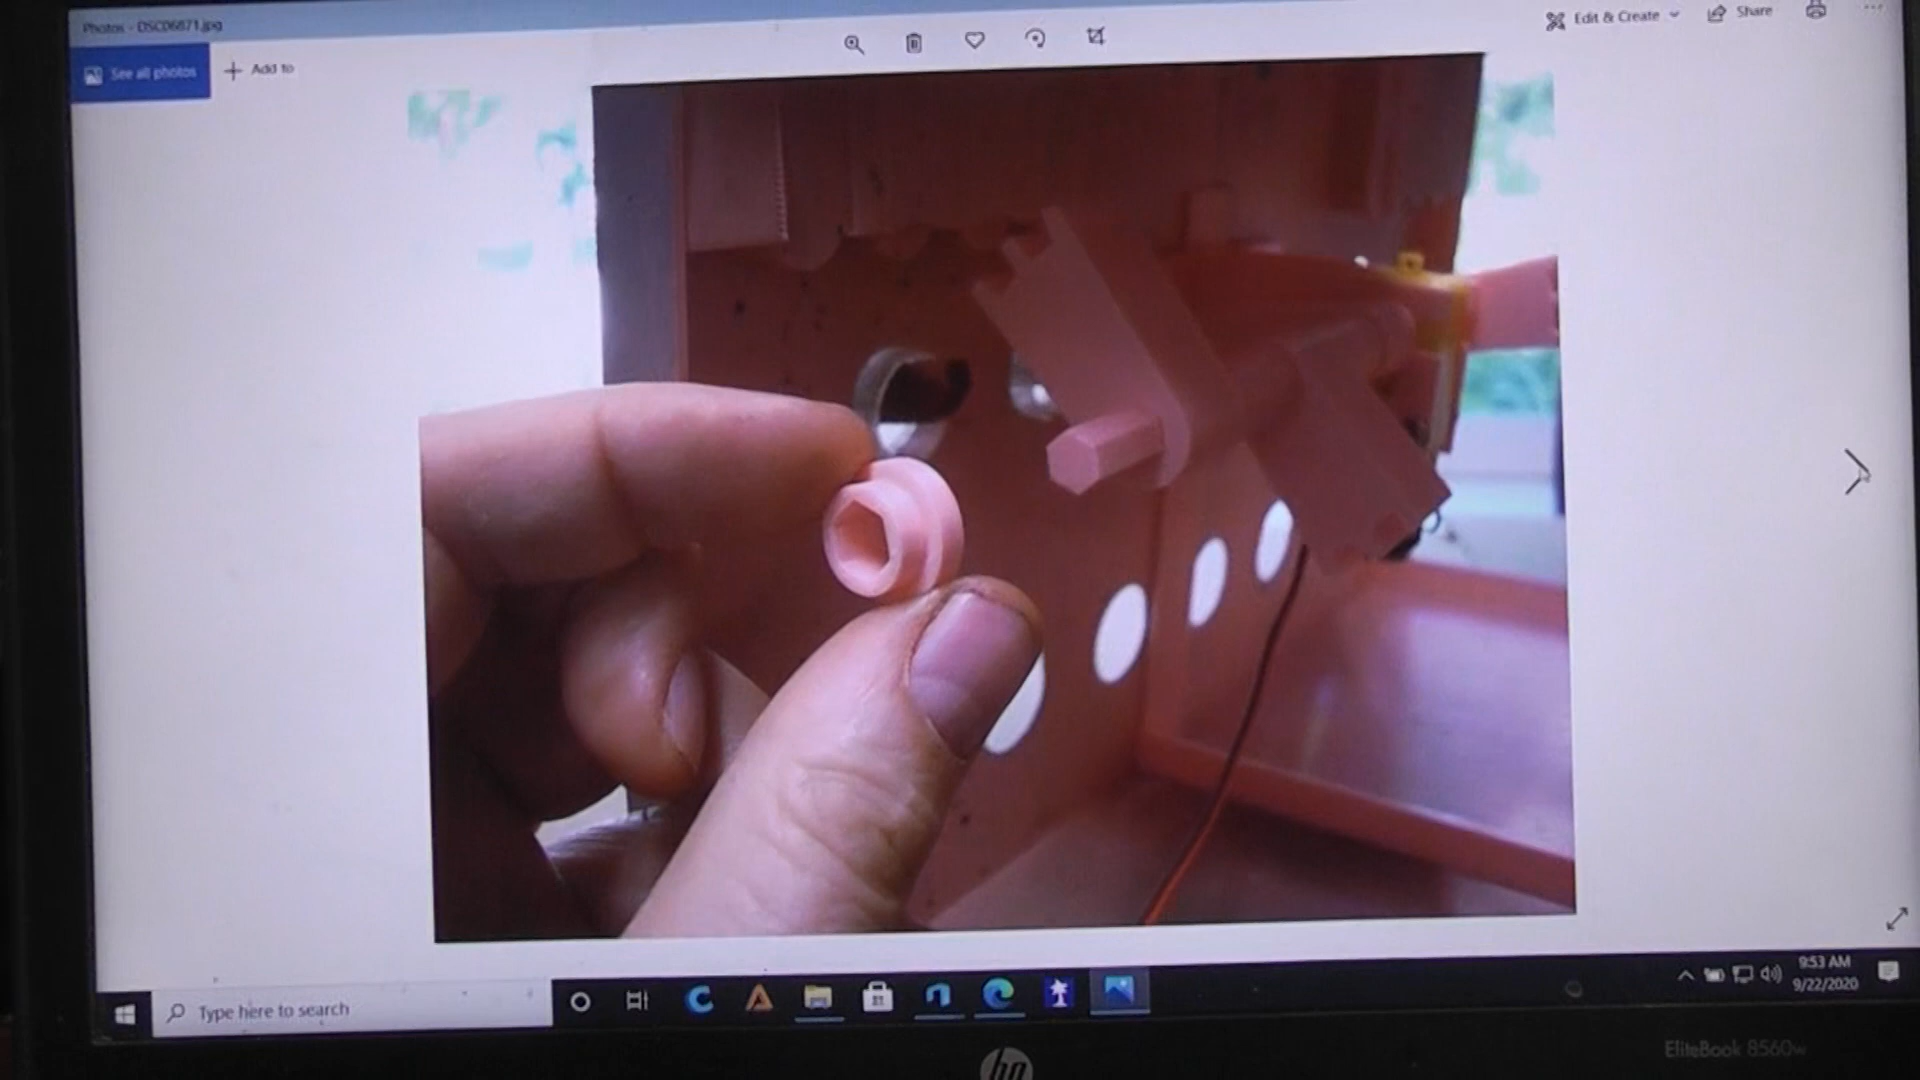 Photos - DSC06871.jpg
See all photos
Add to
Edit & Create
Share
Type here to search
9:53 AM
9/22/2020
hp
EliteBook 8560w